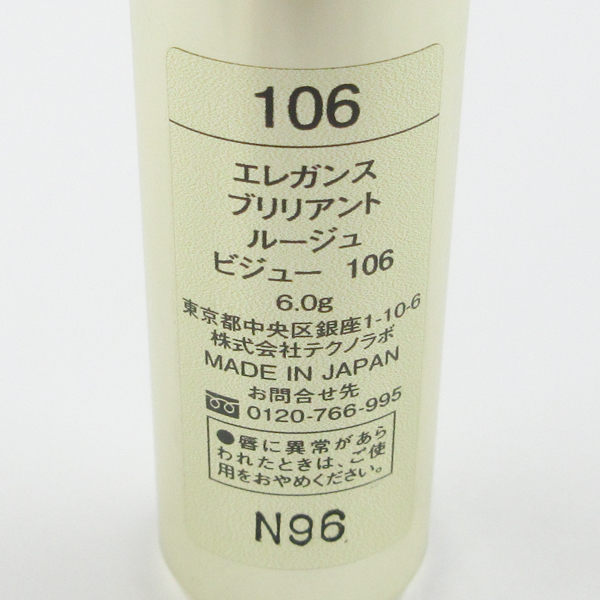 106
エレガンス
ブリリアント
ルージュ
ビジュー 106
6.0g
東京都中央区銀座1-10-6
株式会社テクノラボ
MADE IN JAPAN
お問合せ先
0120-766-995
●唇に異常があら
われたときは、ご使
用をおやめください。
N96